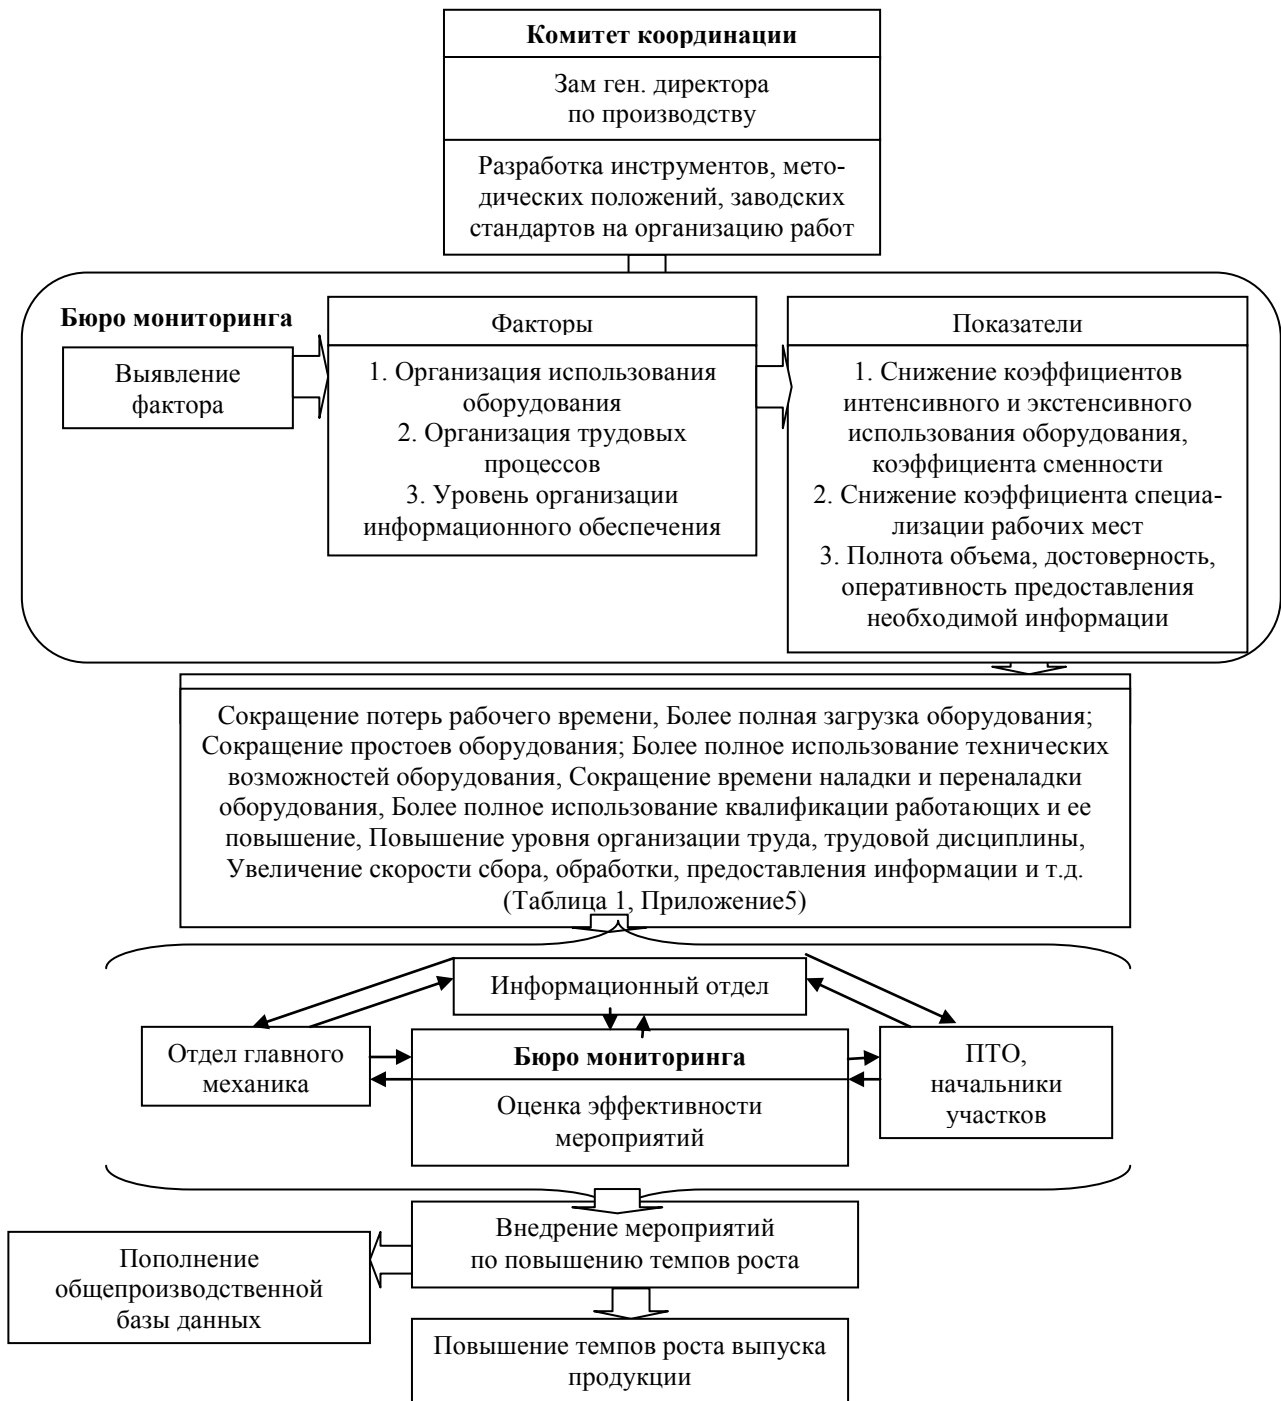 Комитет координации
Зам ген. директора
по производству
Разработка инструментов, мето-
дических положений, заводских
стандартов на организацию работ
Бюро мониторинга
Выявление
фактора
Факторы
1. Организация использования
оборудования
2. Организация трудовых
процессов
3. Уровень организации
информационного обеспечения
Показатели
1. Снижение коэффициентов
интенсивного и экстенсивного
использования оборудования,
коэффициента сменности
2. Снижение коэффициента специа-
лизации рабочих мест
3. Полнота объема, достоверность,
оперативность предоставления
необходимой информации
Сокращение потерь рабочего времени, Более полная загрузка оборудования;
Сокращение простоев оборудования; Более полное использование технических
возможностей оборудования, Сокращение времени наладки и переналадки
оборудования, Более полное использование квалификации работающих и ее
повышение, Повышение уровня организации труда, трудовой дисциплины,
Увеличение скорости сбора, обработки, предоставления информации и т.д.
(Таблица 1, Приложение5)
Информационный отдел
Отдел главного
механика
Бюро мониторинга
Оценка эффективности
мероприятий
ПТО,
начальники
участков
Внедрение мероприятий
по повышению темпов роста
Пополнение
общепроизводственной
базы данных
Повышение темпов роста выпуска
продукции